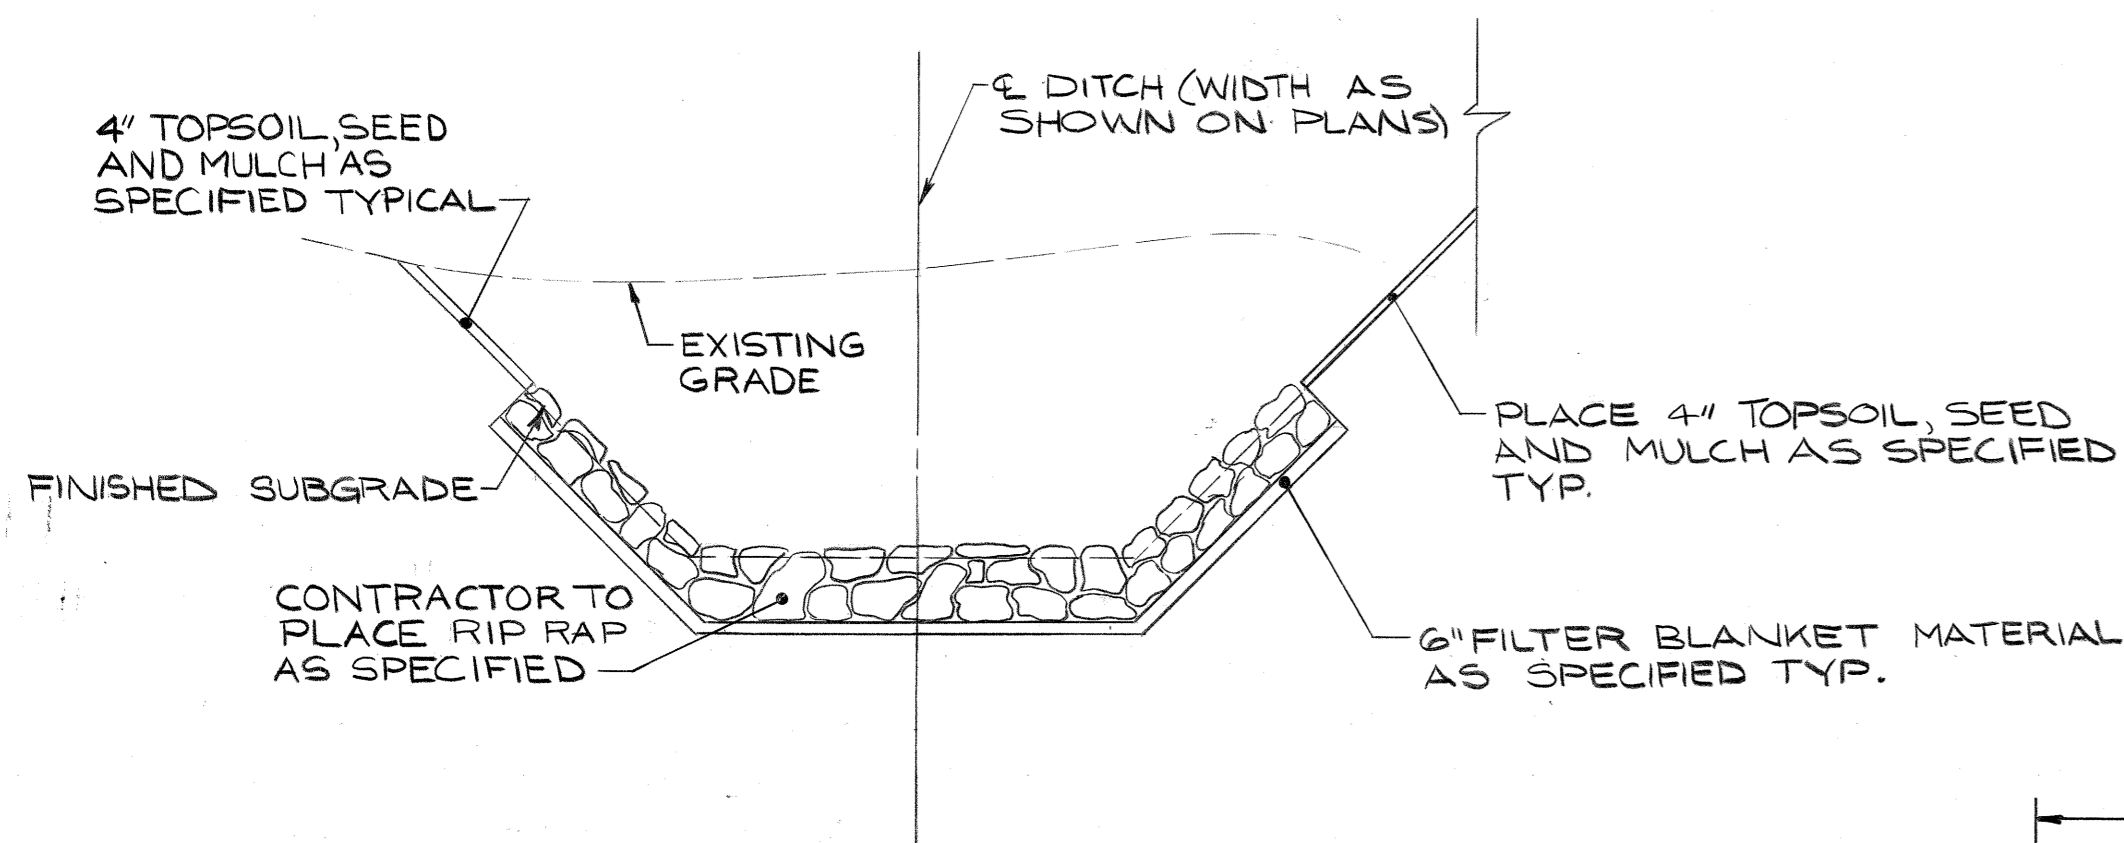 4" TOPSOIL, SEED
AND MULCH AS
SPECIFIED TYPICAL
℄ DITCH (WIDTH AS
SHOWN ON PLANS)
EXISTING
GRADE
FINISHED SUBGRADE
PLACE 4" TOPSOIL, SEED
AND MULCH AS SPECIFIED
TYP.
CONTRACTOR TO
PLACE RIP RAP
AS SPECIFIED
6" FILTER BLANKET MATERIAL
AS SPECIFIED TYP.